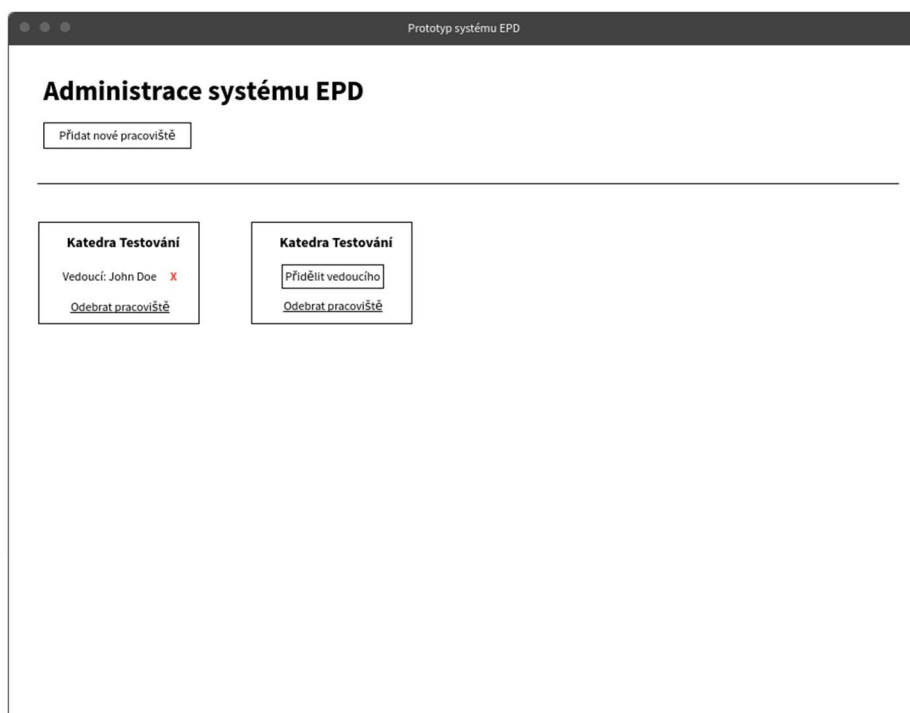 Prototyp systému EPD
Administrace systému EPD
Přidat nové pracoviště
Katedra Testování
Vedoucí: John Doe X
Odebrat pracoviště
Katedra Testování
Přidělit vedoucího
Odebrat pracoviště